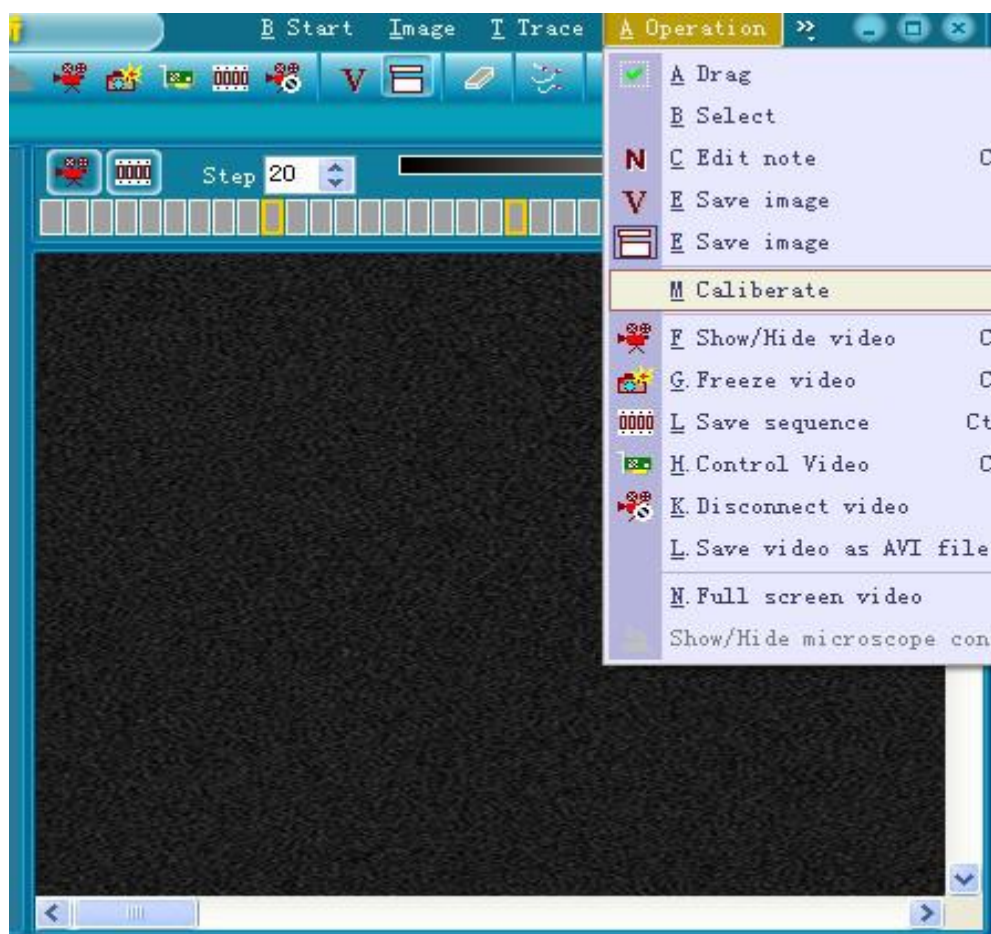 B Start Image T Trace A Operation
A Drag
B Select
N C Edit note C
V E Save image
E Save image
M Caliberate
Step 20
F Show/Hide video C
G. Freeze video C
L Save sequence Ct
H. Control Video C
K. Disconnect video
L. Save video as AVI file
N. Full screen video
Show/Hide microscope con